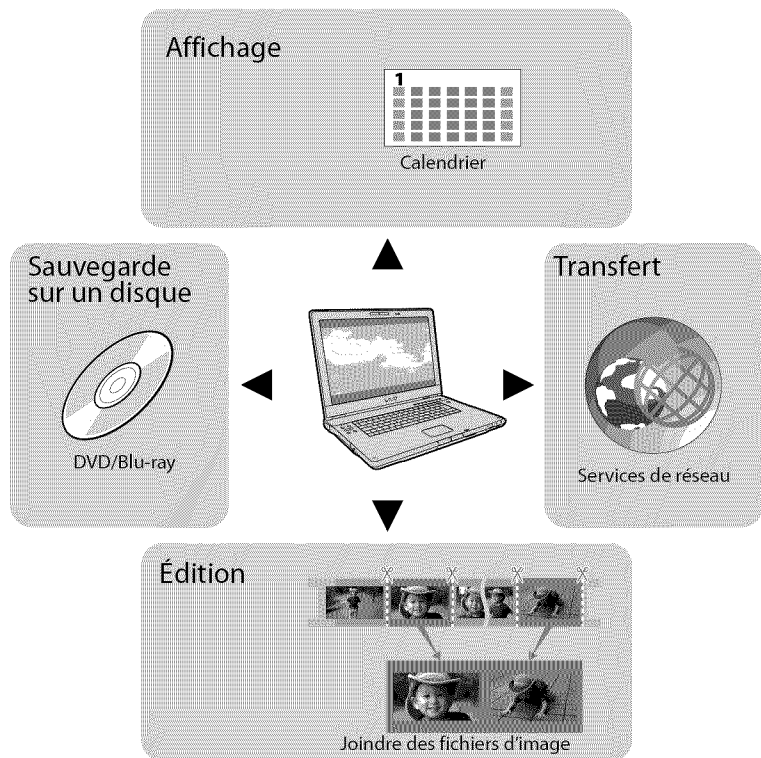 Affichage
1
Calendrier
Sauvegarde
sur un disque
DVD/Blu-ray
Transfert
Services de réseau
Édition
Joindre des fichiers d'image